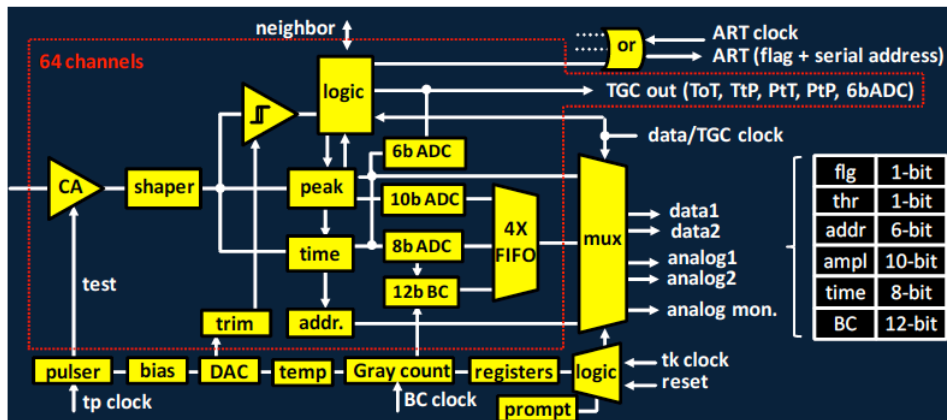 neighbor
ART clock
or
ART (flag + serial address)
64 channels
logic
TGC out (ToT, TtP, PtT, PtP, 6bADC)
data/TGC clock
6b ADC
CA
shaper
peak
10b ADC
4X
FIFO
mux
data1
data2
time
8b ADC
analog1
analog2
12b BC
test
trim
addr.
analog mon.
flg 1-bit
thr 1-bit
addr 6-bit
ampl 10-bit
time 8-bit
BC 12-bit
pulser
bias
DAC
temp
Gray count
registers
logic
tk clock
reset
tp clock
BC clock
prompt